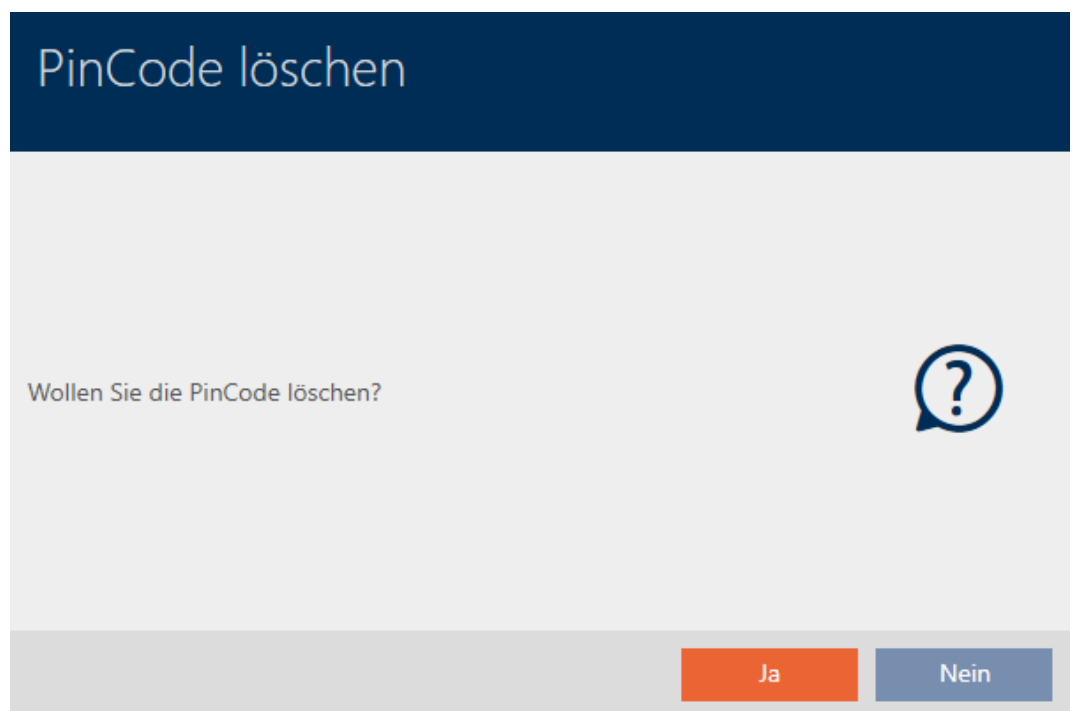 PinCode löschen
Wollen Sie die PinCode löschen?
?
Ja
Nein